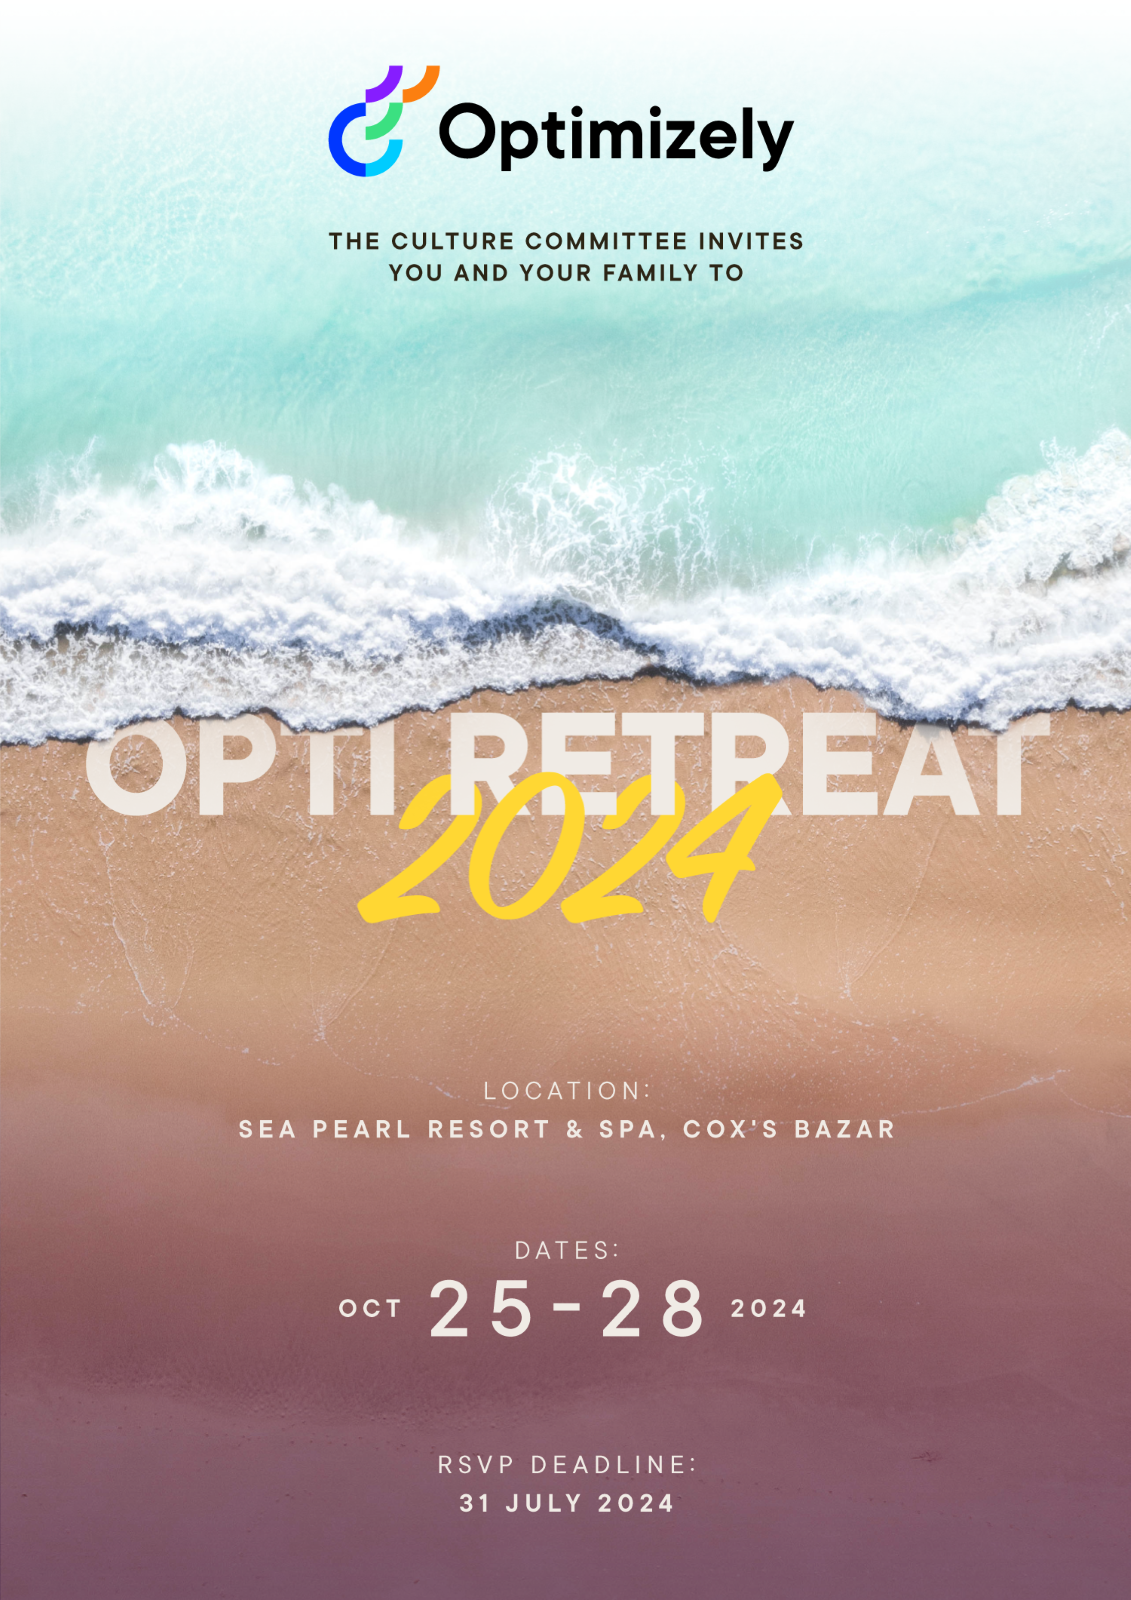 Optimizely
THE CULTURE COMMITTEE INVITES
YOU AND YOUR FAMILY TO
OPTI RETREAT
2024
LOCATION:
SEA PEARL RESORT & SPA, COX'S BAZAR
DATES:
OCT 25-28 2024
RSVP DEADLINE:
31 JULY 2024